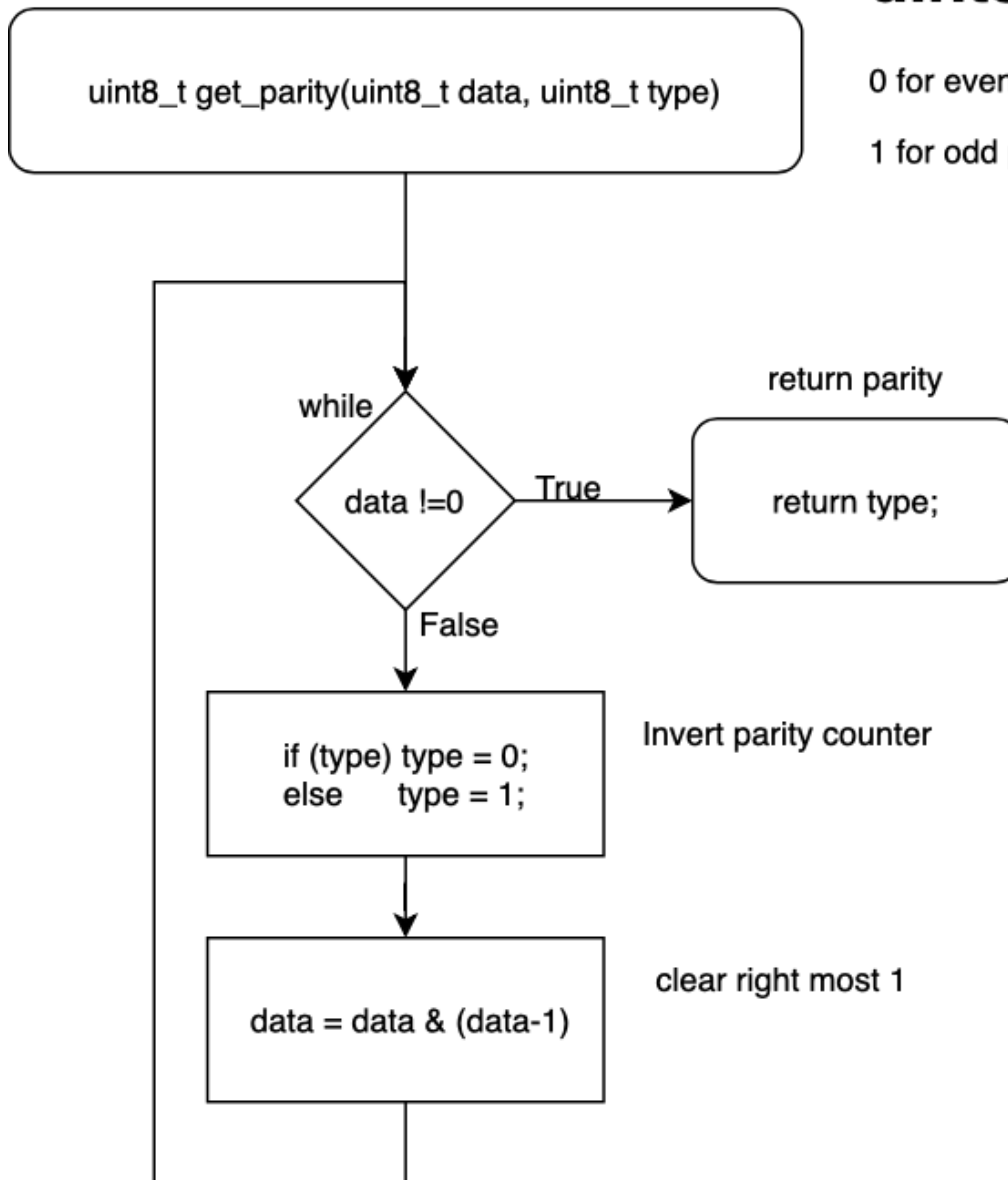 uint8_t get_parity(uint8_t data, uint8_t type)
0 for even
1 for odd
return parity
while
data !=0
True
return type;
False
if (type) type = 0;
else type = 1;
Invert parity counter
data = data & (data-1)
clear right most 1